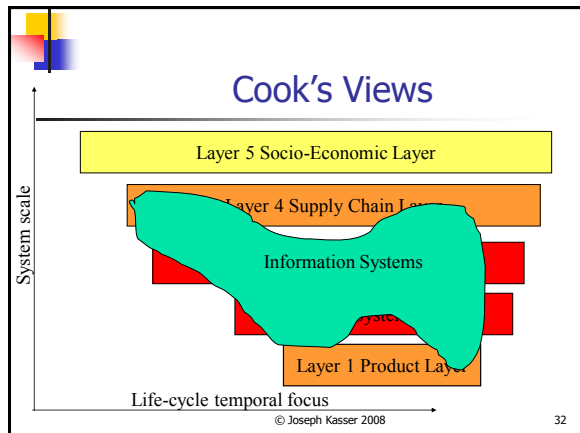 Cook's Views
System scale
Layer 5 Socio-Economic Layer
Layer 4 Supply Chain
Information Systems
Layer 1 Product Layer
Life-cycle temporal focus
© Joseph Kasser 2008
32